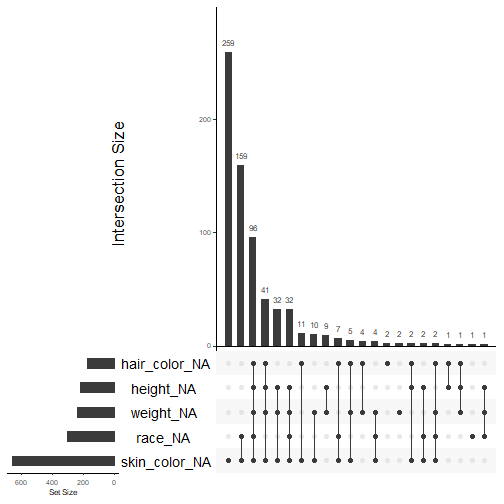 259
159
96
41
32 32
11 10 9 7 5 4 4 2 2 2 2 2 1 1 1 1
Intersection Size
200
100
0
hair_color_NA
height_NA
weight_NA
race_NA
skin_color_NA
600 400 200 0
Set Size